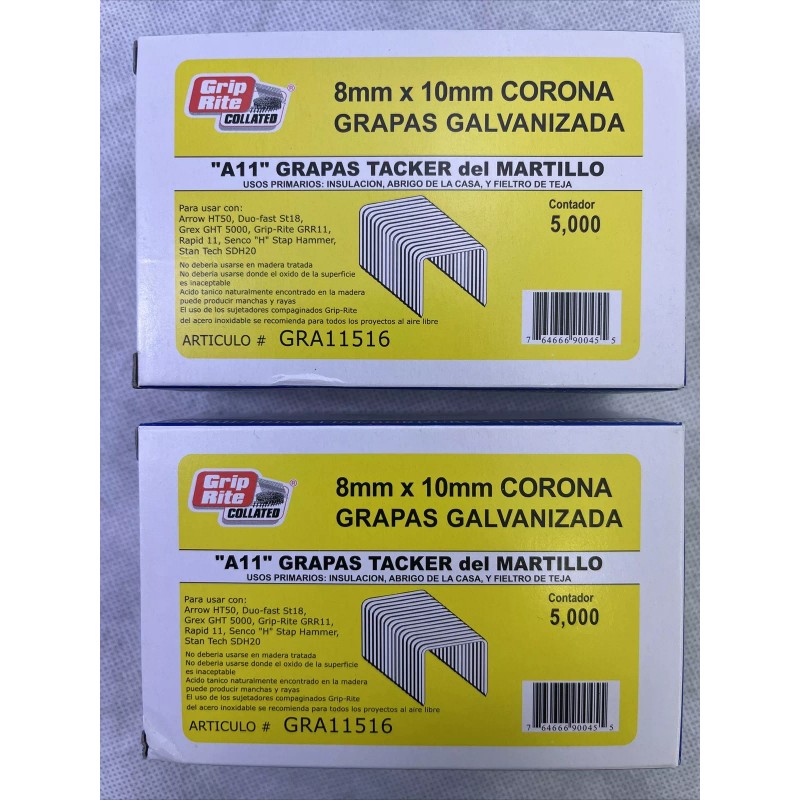 Grip
Rite
COLLATED
®
8mm x 10mm CORONA
GRAPAS GALVANIZADA
"A11" GRAPAS TACKER del MARTILLO
USOS PRIMARIOS: INSULACION, ABRIGO DE LA CASA, Y FIELTRO DE TEJA
Para usar con:
Arrow HT50, Duo-fast St18,
Grex GHT 5000, Grip-Rite GRR11,
Rapid 11, Senco "H" Stap Hammer,
Stan Tech SDH20
Contador
5,000
No deberia usarse en madera tratada
No deberia usarse donde el oxido de la superficie
es inaceptable
Acido tanico naturalmente encontrado en la madera
puede producir manchas y rayas
El uso de los sujetadores compaginados Grip-Rite
del acero inoxidable se recomienda para todos los proyectos al aire libre
ARTICULO # GRA11516
7 64666 90045 5
Grip
Rite
COLLATED
®
8mm x 10mm CORONA
GRAPAS GALVANIZADA
"A11" GRAPAS TACKER del MARTILLO
USOS PRIMARIOS: INSULACION, ABRIGO DE LA CASA, Y FIELTRO DE TEJA
Para usar con:
Arrow HT50, Duo-fast St18,
Grex GHT 5000, Grip-Rite GRR11,
Rapid 11, Senco "H" Stap Hammer,
Stan Tech SDH20
Contador
5,000
No deberia usarse en madera tratada
No deberia usarse donde el oxido de la superficie
es inaceptable
Acido tanico naturalmente encontrado en la madera
puede producir manchas y rayas
El uso de los sujetadores compaginados Grip-Rite
del acero inoxidable se recomienda para todos los proyectos al aire libre
ARTICULO # GRA11516
7 64666 90045 5